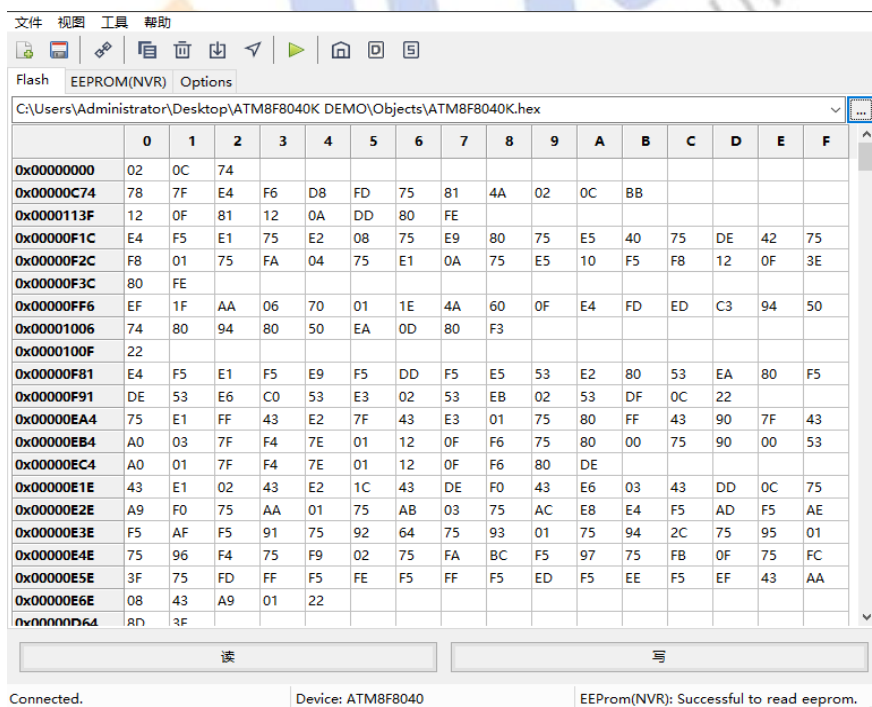 文件 视图 工具 帮助
D S
Flash EEPROM(NVR) Options
C:\Users\Administrator\Desktop\ATM8F8040K DEMO\Objects\ATM8F8040K.hex ...
0 1 2 3 4 5 6 7 8 9 A B C D E F
0x00000000 02 0C 74
0x00000C74 78 7F E4 F6 D8 FD 75 81 4A 02 0C BB
0x0000113F 12 0F 81 12 0A DD 80 FE
0x00000F1C E4 F5 E1 75 E2 08 75 E9 80 75 E5 40 75 DE 42 75
0x00000F2C F8 01 75 FA 04 75 E1 0A 75 E5 10 F5 F8 12 0F 3E
0x00000F3C 80 FE
0x00000FF6 EF 1F AA 06 70 01 1E 4A 60 0F E4 FD ED C3 94 50
0x00001006 74 80 94 80 50 EA 0D 80 F3
0x0000100F 22
0x00000F81 E4 F5 E1 F5 E9 F5 DD F5 E5 53 E2 80 53 EA 80 F5
0x00000F91 DE 53 E6 C0 53 E3 02 53 EB 02 53 DF 0C 22
0x00000EA4 75 E1 FF 43 E2 7F 43 E3 01 75 80 FF 43 90 7F 43
0x00000EB4 A0 03 7F F4 7E 01 12 0F F6 75 80 00 75 90 00 53
0x00000EC4 A0 01 7F F4 7E 01 12 0F F6 80 DE
0x00000E1E 43 E1 02 43 E2 1C 43 DE F0 43 E6 03 43 DD 0C 75
0x00000E2E A9 F0 75 AA 01 75 AB 03 75 AC E8 E4 F5 AD F5 AE
0x00000E3E F5 AF F5 91 75 92 64 75 93 01 75 94 2C 75 95 01
0x00000E4E 75 96 F4 75 F9 02 75 FA BC F5 97 75 FB 0F 75 FC
0x00000E5E 3F 75 FD FF F5 FE F5 FF F5 ED F5 EE F5 EF 43 AA
0x00000E6E 08 43 A9 01 22
0x00000D64 8D 3F
读 写
Connected. Device: ATM8F8040 EEProm(NVR): Successful to read eeprom.